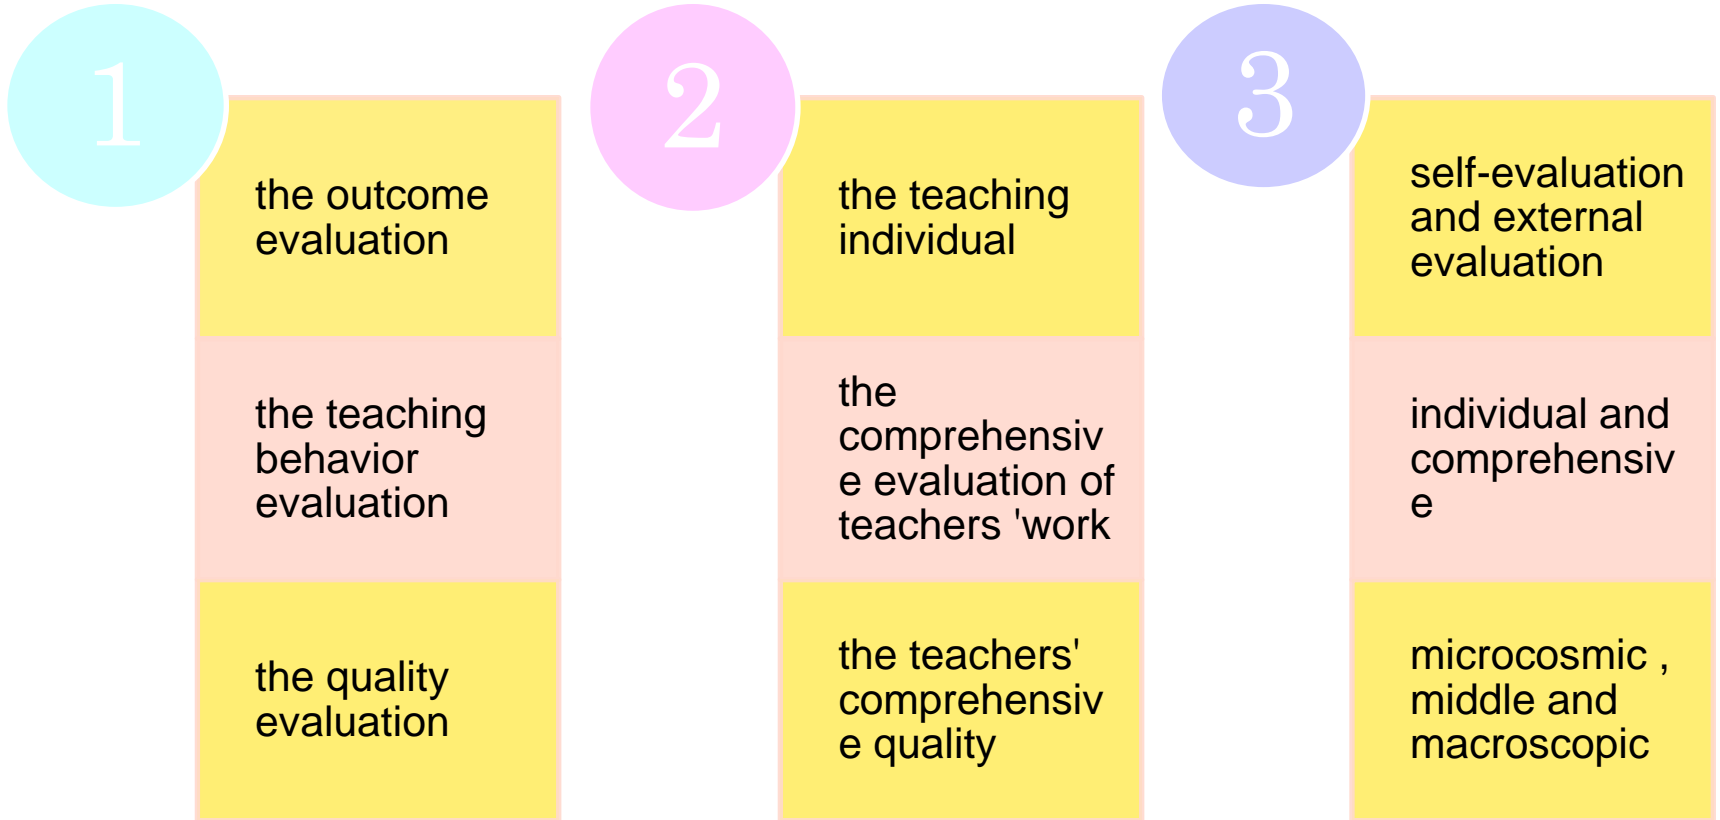 1
the outcome
evaluation
the teaching
behavior
evaluation
the quality
evaluation
2
the teaching
individual
the
comprehensiv
e evaluation of
teachers 'work
the teachers'
comprehensiv
e quality
3
self-evaluation
and external
evaluation
individual and
comprehensiv
e
microcosmic ,
middle and
macroscopic